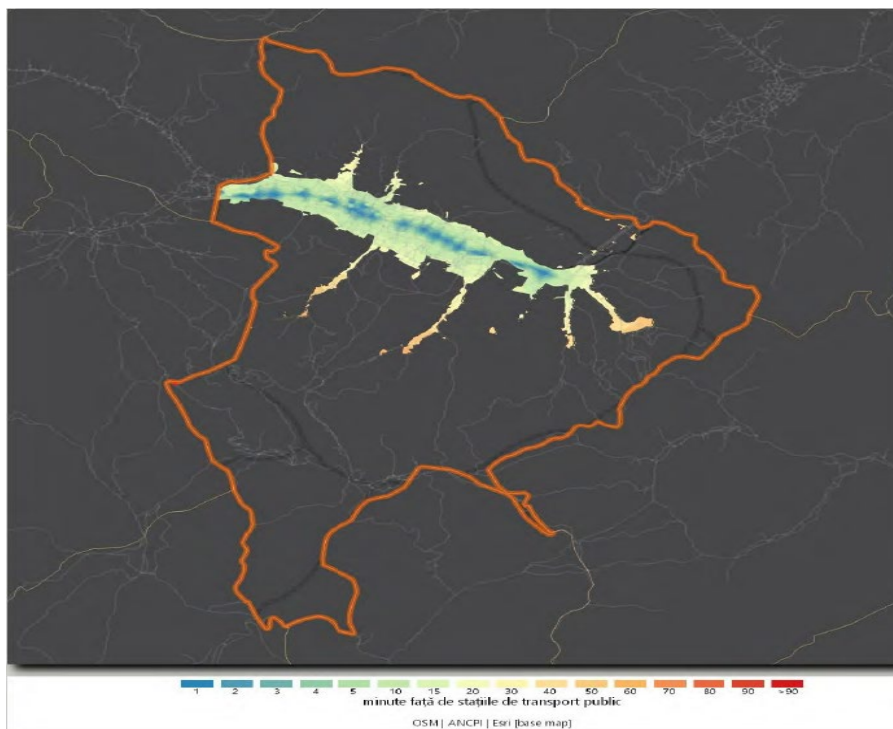 1 2 3 4 5 10 15 20 30 40 50 60 70 80 90 >90
minute față de stațiile de transport public
OSM | ANCPI | Esri [base map]